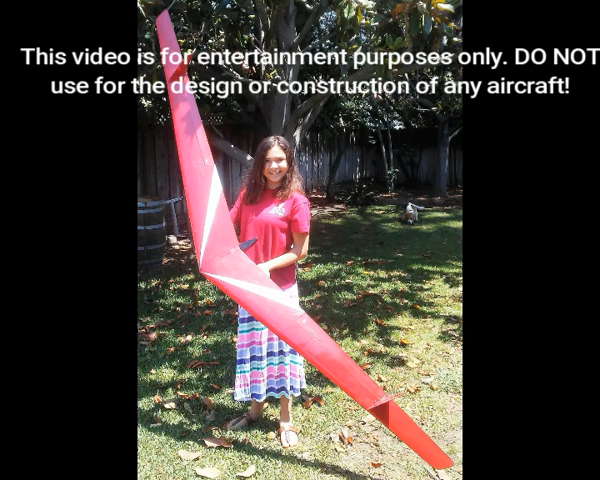 This video is for entertainment purposes only. DO NOT
use for the design or construction of any aircraft!